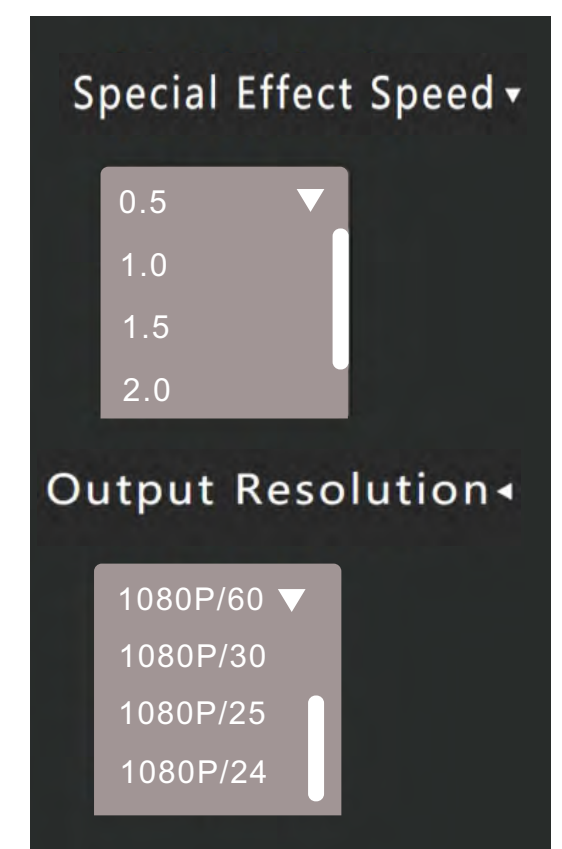 Special Effect Speed▾
0.5 ▼
1.0
1.5
2.0
Output Resolution◂
1080P/60 ▼
1080P/30
1080P/25
1080P/24